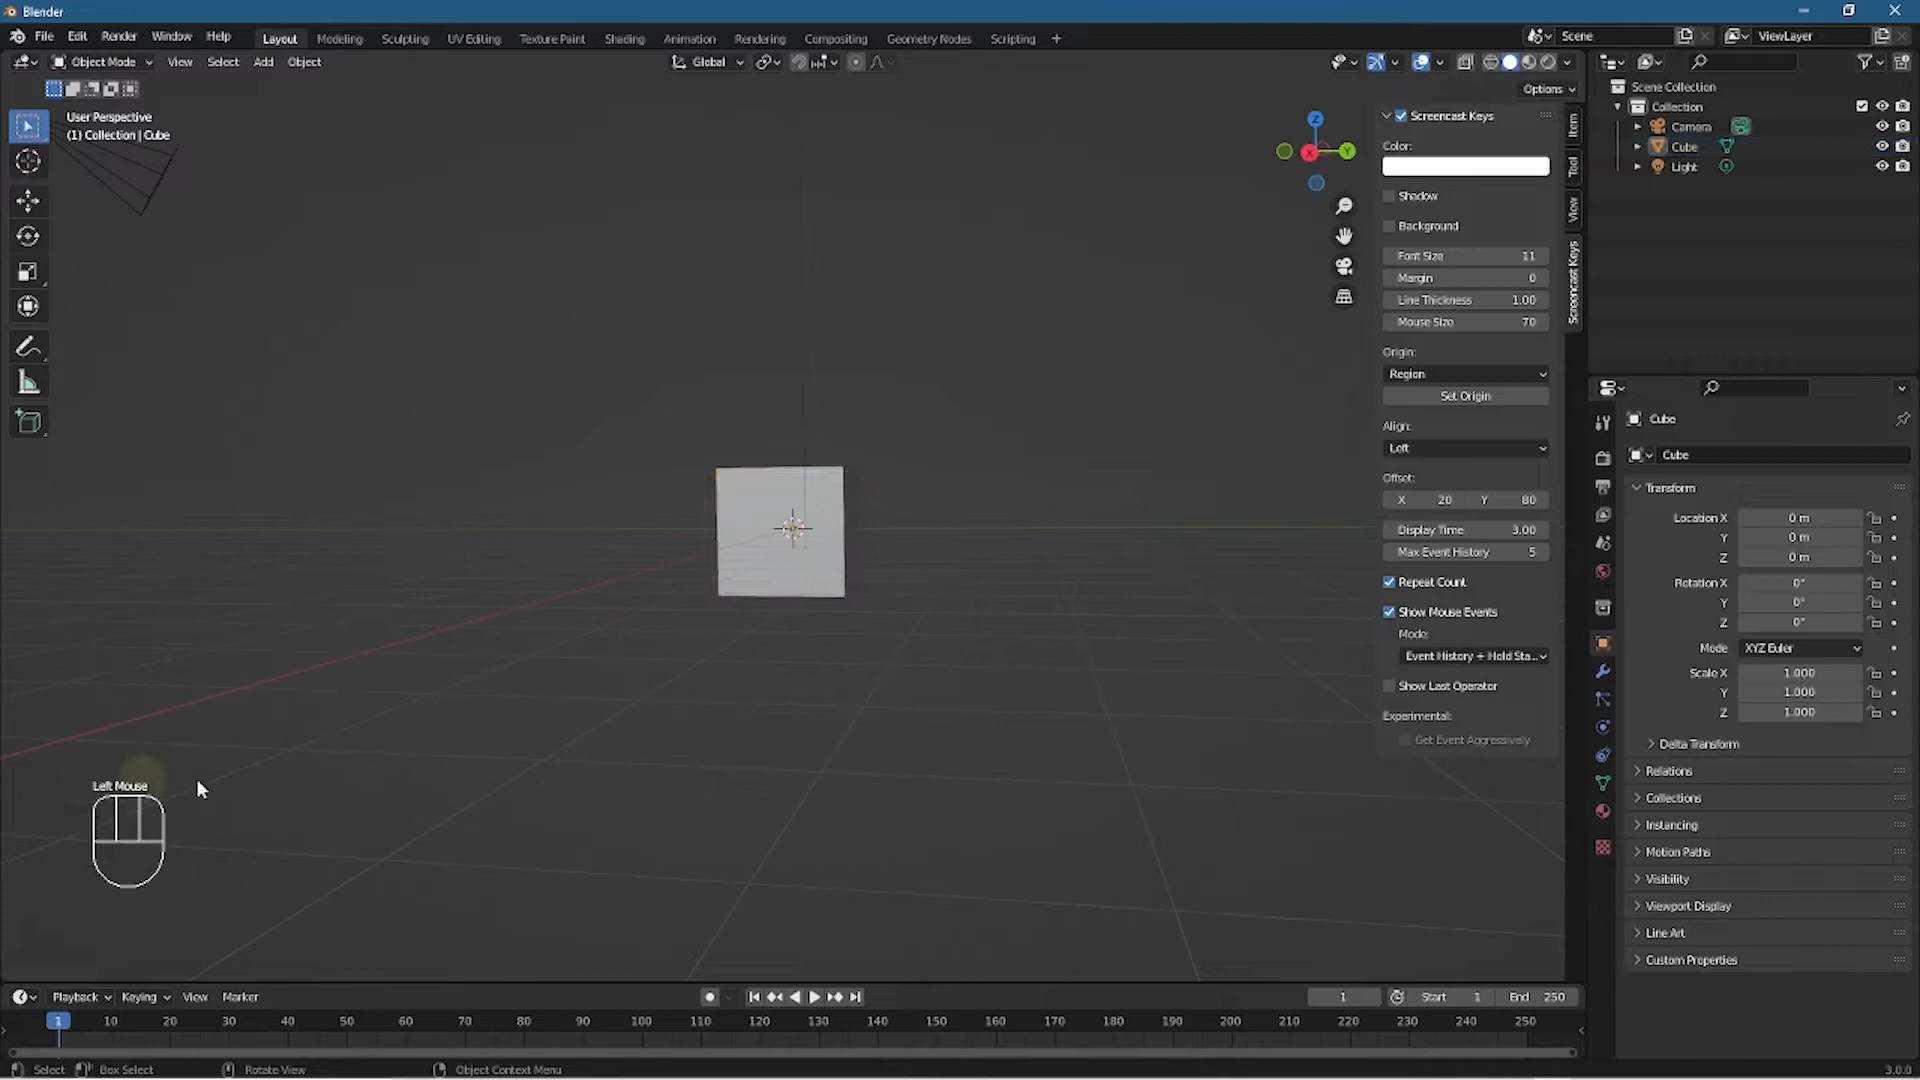 Blender
File Edit Render Window Help Layout Modeling Sculpting UV Editing Texture Paint Shading Animation Rendering Compositing Geometry Nodes Scripting + Scene ViewLayer
Object Mode View Select Add Object Global
Options
User Perspective
(1) Collection | Cube
Z
X
Y
Item
Tool
View
Screencast Keys
Screencast Keys
Color:
Shadow
Background
Font Size 11
Margin 0
Line Thickness 1.00
Mouse Size 70
Origin:
Region
Set Origin
Align:
Left
Offset:
X 20 Y 80
Display Time 3.00
Max Event History 5
Repeat Count
Show Mouse Events
Mode:
Event History + Hold Sta...
Show Last Operator
Experimental:
Get Event Aggressively
Left Mouse
Scene Collection
Collection
Camera
Cube
Light
Cube
Cube
Transform
Location X 0 m
Y 0 m
Z 0 m
Rotation X 0°
Y 0°
Z 0°
Mode XYZ Euler
Scale X 1.000
Y 1.000
Z 1.000
Delta Transform
Relations
Collections
Instancing
Motion Paths
Visibility
Viewport Display
Line Art
Custom Properties
Playback Keying View Marker 1 Start 1 End 250
1 10 20 30 40 50 60 70 80 90 100 110 120 130 140 150 160 170 180 190 200 210 220 230 240 250
Select Box Select Rotate View Object Context Menu 3.0.0